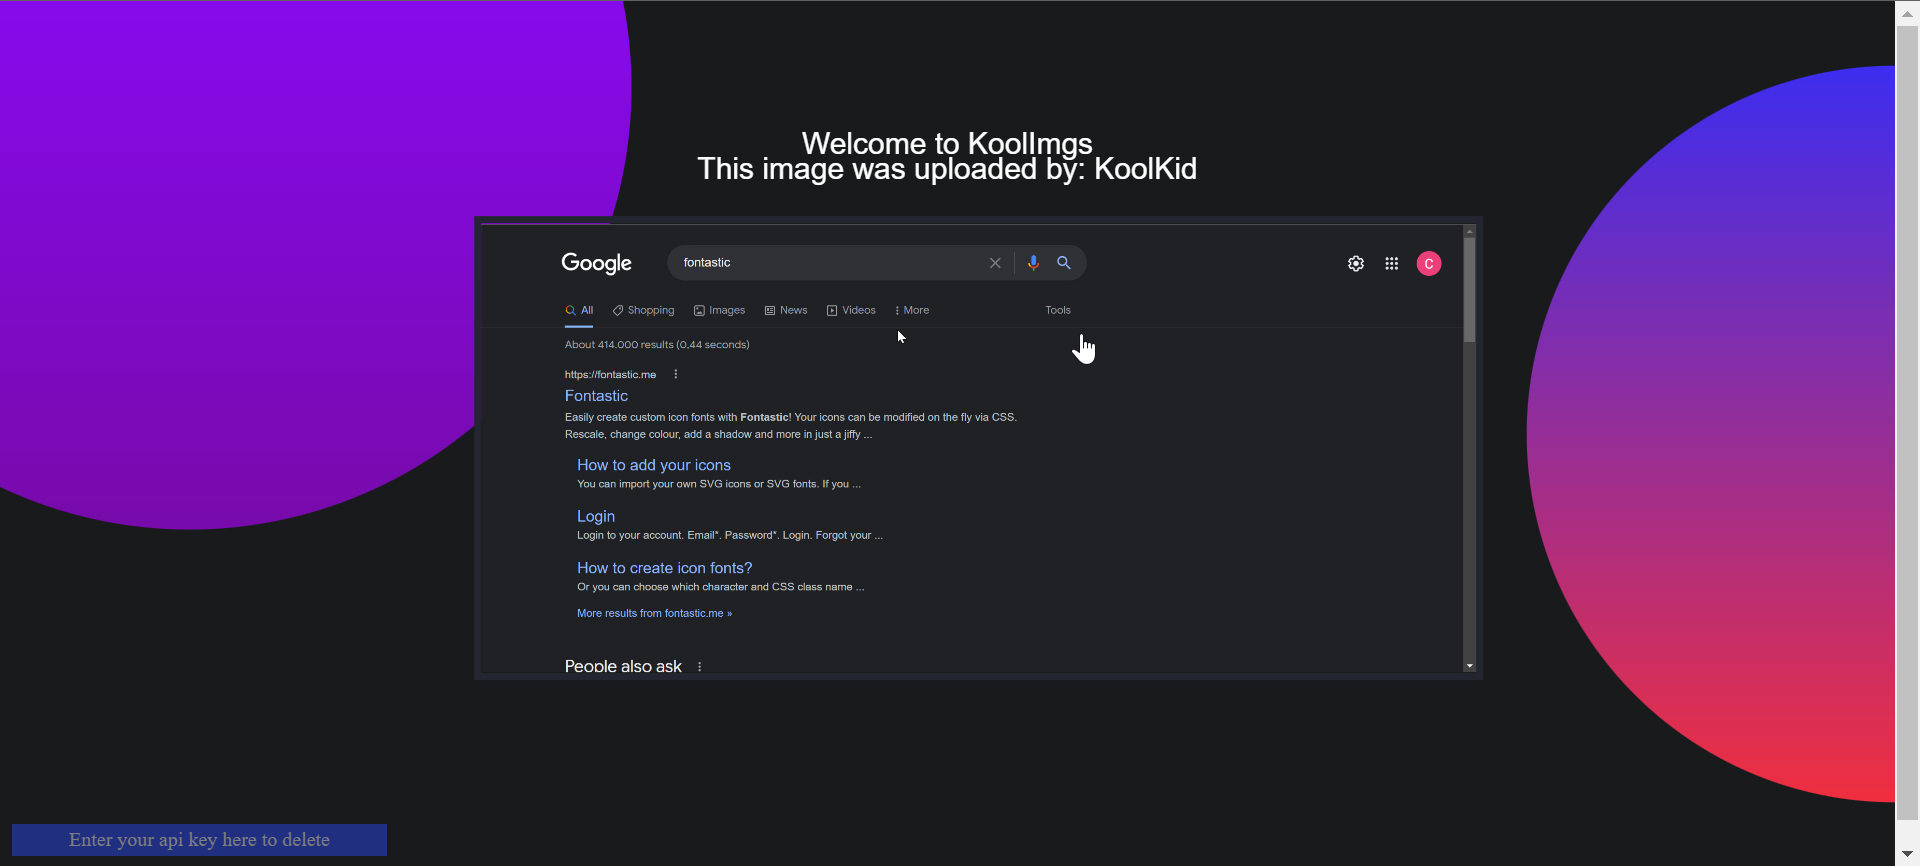 Welcome to KoolImgs
This image was uploaded by: KoolKid
Google
fontastic
C
All
Shopping
Images
News
Videos
More
Tools
About 414.000 results (0,44 seconds)
https://fontastic.me
Fontastic
Easily create custom icon fonts with Fontastic! Your icons can be modified on the fly via CSS.
Rescale, change colour, add a shadow and more in just a jiffy ...
How to add your icons
You can import your own SVG icons or SVG fonts. If you ...
Login
Login to your account. Email*. Password*. Login. Forgot your ...
How to create icon fonts?
Or you can choose which character and CSS class name ...
More results from fontastic.me »
People also ask
Enter your api key here to delete